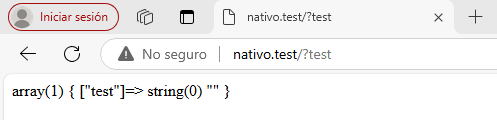 Iniciar sesión
nativo.test/?test
No seguro
nativo.test/?test
array(1) { ["test"]=> string(0) "" }